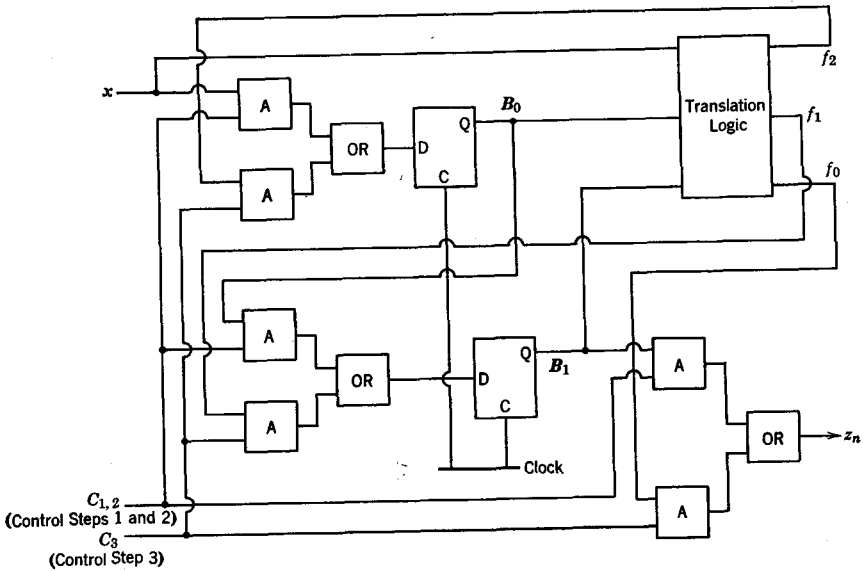 f2
x
A
B0
Q
Translation
Logic
f1
OR
D
C
f0
A
A
Q
B1
A
OR
D
C
A
OR
zn
Clock
C1,2
(Control Steps 1 and 2)
A
C3
(Control Step 3)